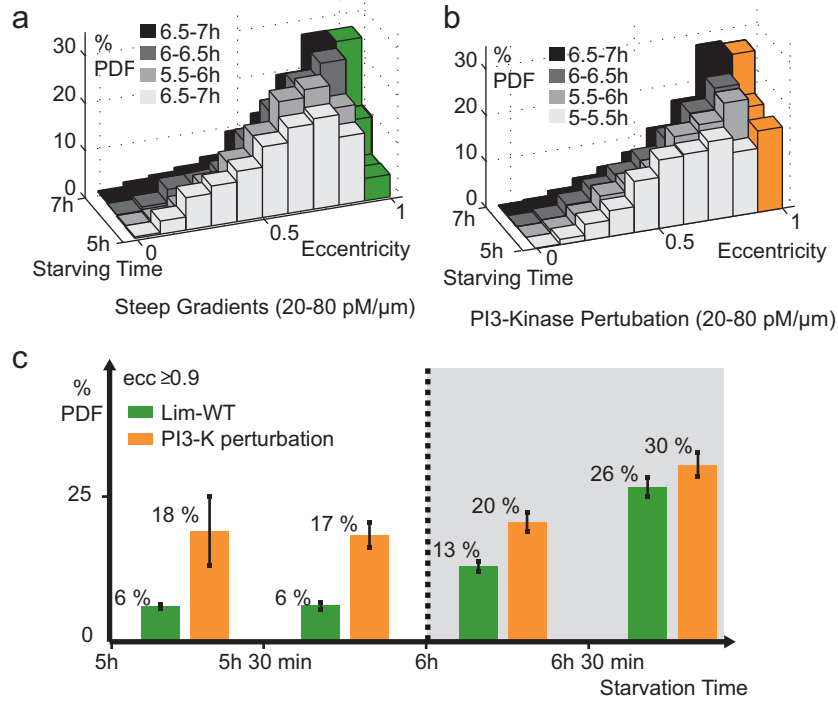 a
%
PDF
6.5-7h
6-6.5h
5.5-6h
6.5-7h
30
20
10
0
7h
5h
0
0.5
1
Starving Time
Eccentricity
Steep Gradients (20-80 pM/µm)
b
%
PDF
6.5-7h
6-6.5h
5.5-6h
5-5.5h
30
20
10
0
7h
5h
0
0.5
1
Starving Time
Eccentricity
PI3-Kinase Pertubation (20-80 pM/µm)
c
%
PDF
ecc ≥0.9
Lim-WT
PI3-K perturbation
25
0
6 %
18 %
6 %
17 %
13 %
20 %
26 %
30 %
5h
5h 30 min
6h
6h 30 min
Starvation Time